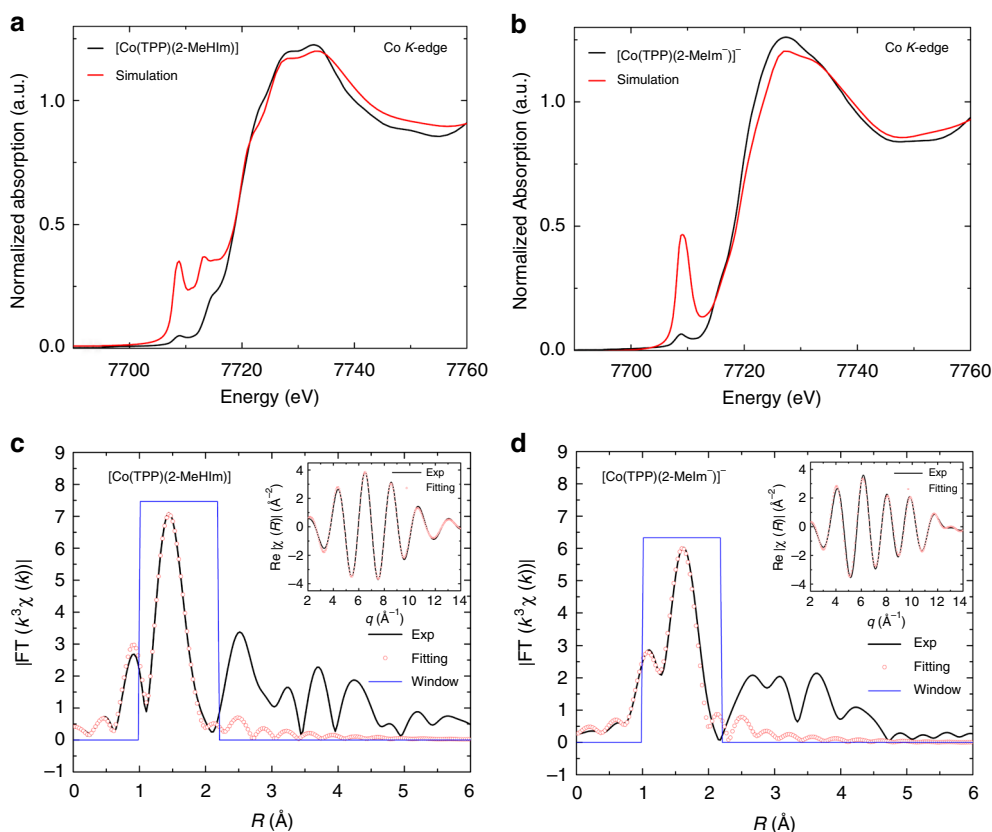 a
[Co(TPP)(2-MeHIm)]
Co K-edge
Simulation
1.0
0.5
0.0
Normalized absorption (a.u.)
7700 7720 7740 7760
Energy (eV)
b
[Co(TPP)(2-MeIm⁻)]⁻
Co K-edge
Simulation
1.0
0.5
0.0
Normalized Absorption (a.u.)
7700 7720 7740 7760
Energy (eV)
c
[Co(TPP)(2-MeHIm)]
9
8
7
6
5
4
3
2
1
0
−1
|FT (k³χ (k))|
0 1 2 3 4 5 6
R (Å)
Exp
Fitting
4
2
0
−2
−4
Re |χ (R)| (Å⁻²)
2 4 6 8 10 12 14
q (Å⁻¹)
Exp
Fitting
Window
d
[Co(TPP)(2-MeIm⁻)]⁻
9
8
7
6
5
4
3
2
1
0
−1
|FT (k³χ (k))|
0 1 2 3 4 5 6
R (Å)
Exp
Fitting
4
2
0
−2
−4
Re |χ (R)| (Å⁻²)
2 4 6 8 10 12 14
q (Å⁻¹)
Exp
Fitting
Window